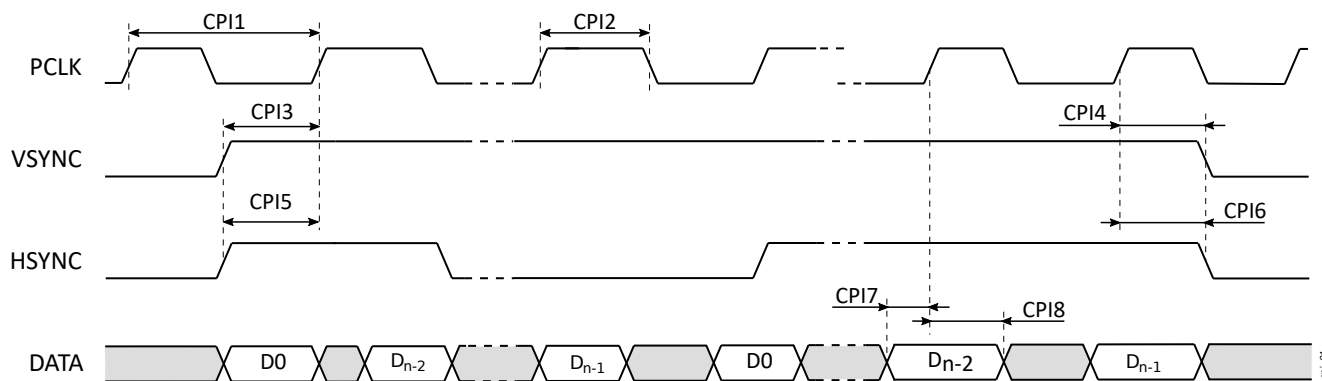 CPI1
CPI2
PCLK
CPI3
CPI4
VSYNC
CPI5
CPI6
HSYNC
CPI7
CPI8
DATA
D0
Dn-2
Dn-1
D0
Dn-2
Dn-1